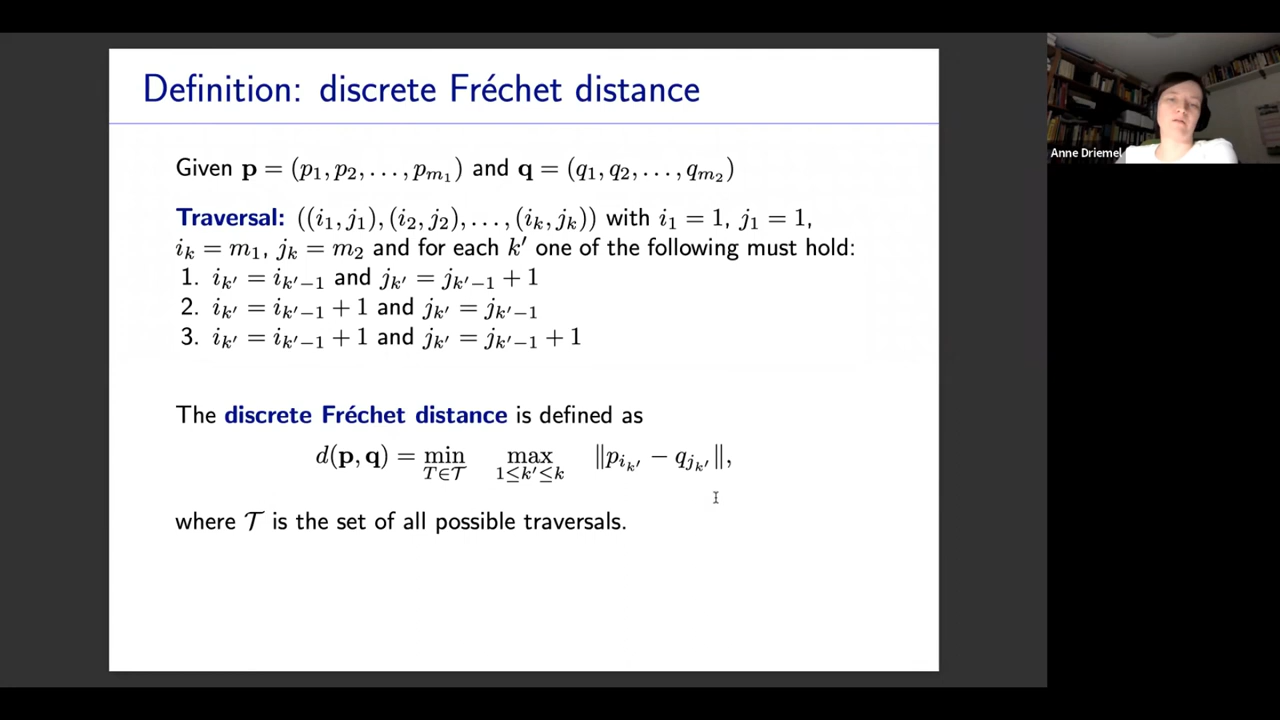 Definition: discrete Fréchet distance
Given p = (p₁, p₂, . . . , pₘ₁) and q = (q₁, q₂, . . . , qₘ₂)
Traversal: ((i₁, j₁), (i₂, j₂), . . . , (iₖ, jₖ)) with i₁ = 1, j₁ = 1,
iₖ = m₁, jₖ = m₂ and for each k′ one of the following must hold:
1. iₖ′ = iₖ′₋₁ and jₖ′ = jₖ′₋₁ + 1
2. iₖ′ = iₖ′₋₁ + 1 and jₖ′ = jₖ′₋₁
3. iₖ′ = iₖ′₋₁ + 1 and jₖ′ = jₖ′₋₁ + 1
The discrete Fréchet distance is defined as
d(p, q) = min T∈𝒯 max 1≤k′≤k ‖p_{i_{k′}} − q_{j_{k′}}‖,
where 𝒯 is the set of all possible traversals.
Anne Driemel